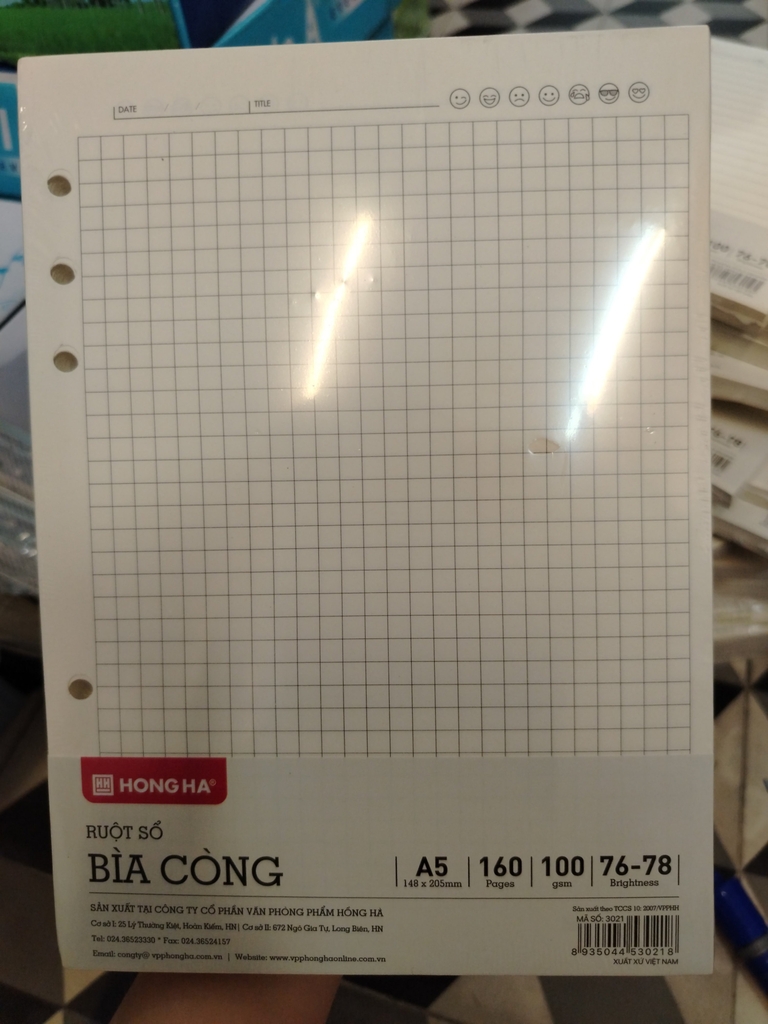 DATE
TITLE
HONG HA®
RUỘT SỔ
BÌA CÒNG
A5 | 160 | 100 | 76-78
148 x 205mm | Pages | gsm | Brightness
SẢN XUẤT TẠI CÔNG TY CỔ PHẦN VĂN PHÒNG PHẨM HỒNG HÀ
Cơ sở I: 25 Lý Thường Kiệt, Hoàn Kiếm, HN| Cơ sở II: 672 Ngô Gia Tự, Long Biên, HN
Tel: 024.36523330 * Fax: 024.36524157
Email: congty@ vpphongha.com.vn | Website: www.vpphonghaonline.com.vn
Sản xuất theo TCCS 10: 2007/VPPHH
MÃ SỐ: 3021
8 935044 530218
XUẤT XỨ VIỆT NAM
76-78